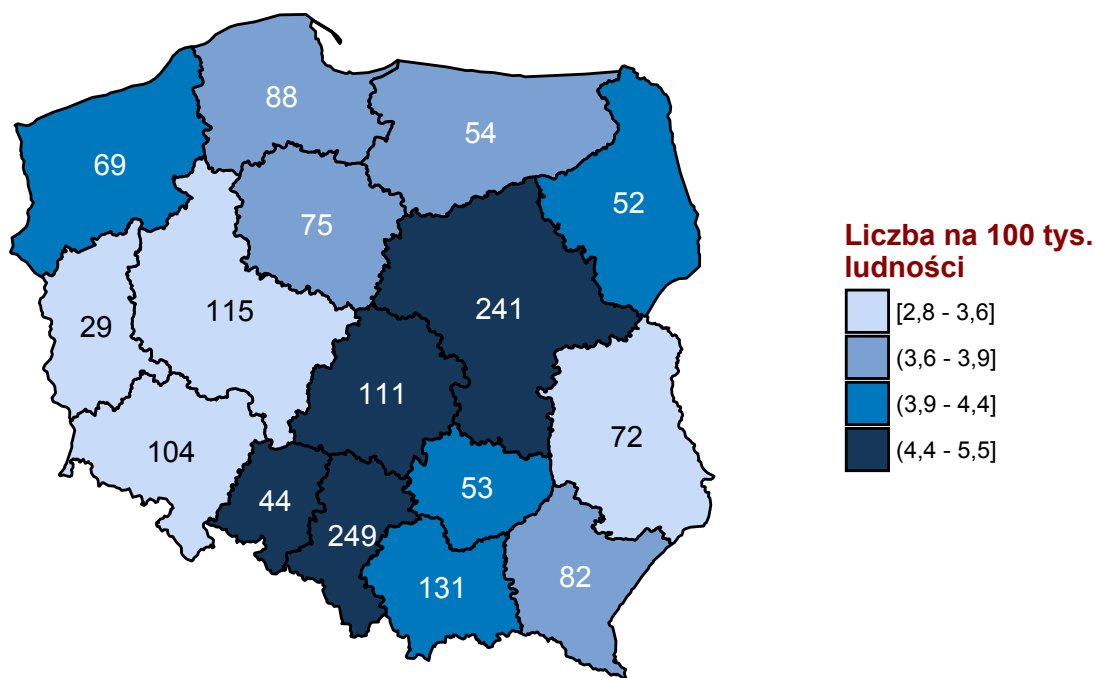 88
54
69
52
75
241
115
29
111
72
104
53
44
249
131
82
Liczba na 100 tys.
ludności
[2,8 - 3,6]
(3,6 - 3,9]
(3,9 - 4,4]
(4,4 - 5,5]